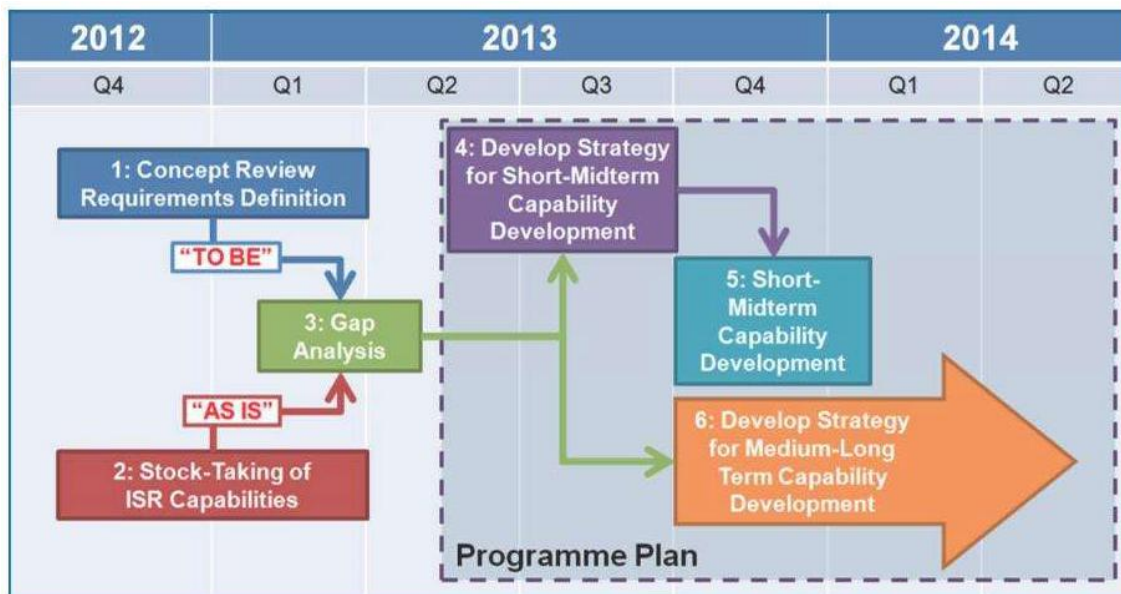 2012 2013 2014
Q4 Q1 Q2 Q3 Q4 Q1 Q2
1: Concept Review
Requirements Definition
"TO BE"
3: Gap
Analysis
"AS IS"
2: Stock-Taking of
ISR Capabilities
4: Develop Strategy
for Short-Midterm
Capability
Development
5: Short-
Midterm
Capability
Development
6: Develop Strategy
for Medium-Long
Term Capability
Development
Programme Plan